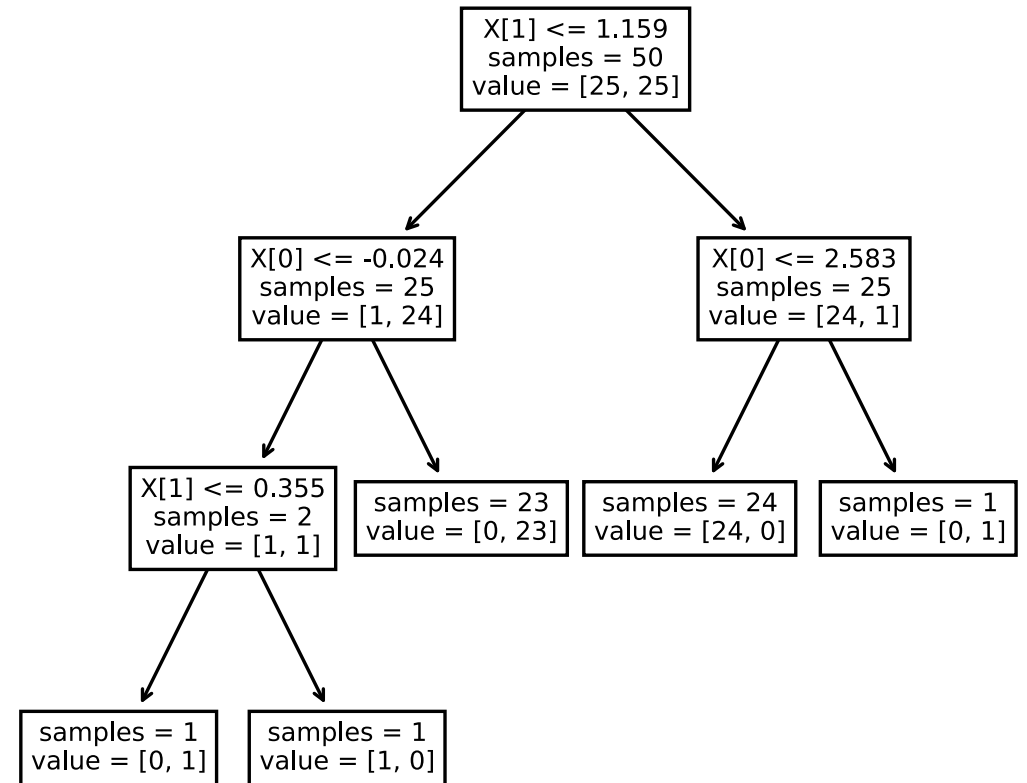 X[1] <= 1.159
samples = 50
value = [25, 25]
X[0] <= -0.024
samples = 25
value = [1, 24]
X[0] <= 2.583
samples = 25
value = [24, 1]
X[1] <= 0.355
samples = 2
value = [1, 1]
samples = 23
value = [0, 23]
samples = 24
value = [24, 0]
samples = 1
value = [0, 1]
samples = 1
value = [0, 1]
samples = 1
value = [1, 0]